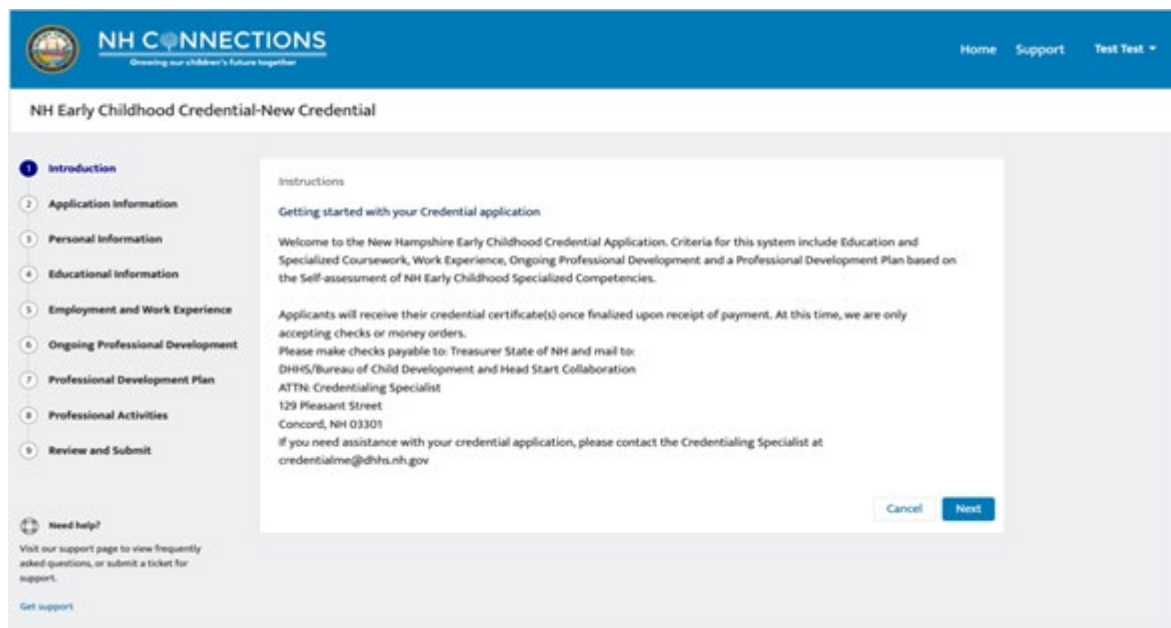 NH CONNECTIONS
Growing our children's future together
Home Support Test Test
NH Early Childhood Credential-New Credential
1 Introduction
2 Application Information
3 Personal Information
4 Educational Information
5 Employment and Work Experience
6 Ongoing Professional Development
7 Professional Development Plan
8 Professional Activities
9 Review and Submit
Need help?
Visit our support page to view frequently
asked questions, or submit a ticket for
support.
Get support
Instructions
Getting started with your Credential application
Welcome to the New Hampshire Early Childhood Credential Application. Criteria for this system include Education and
Specialized Coursework, Work Experience, Ongoing Professional Development and a Professional Development Plan based on
the Self-assessment of NH Early Childhood Specialized Competencies.
Applicants will receive their credential certificate(s) once finalized upon receipt of payment. At this time, we are only
accepting checks or money orders.
Please make checks payable to: Treasurer State of NH and mail to:
DHHS/Bureau of Child Development and Head Start Collaboration
ATTN: Credentialing Specialist
129 Pleasant Street
Concord, NH 03301
If you need assistance with your credential application, please contact the Credentialing Specialist at
credentialme@dhhs.nh.gov
Cancel Next